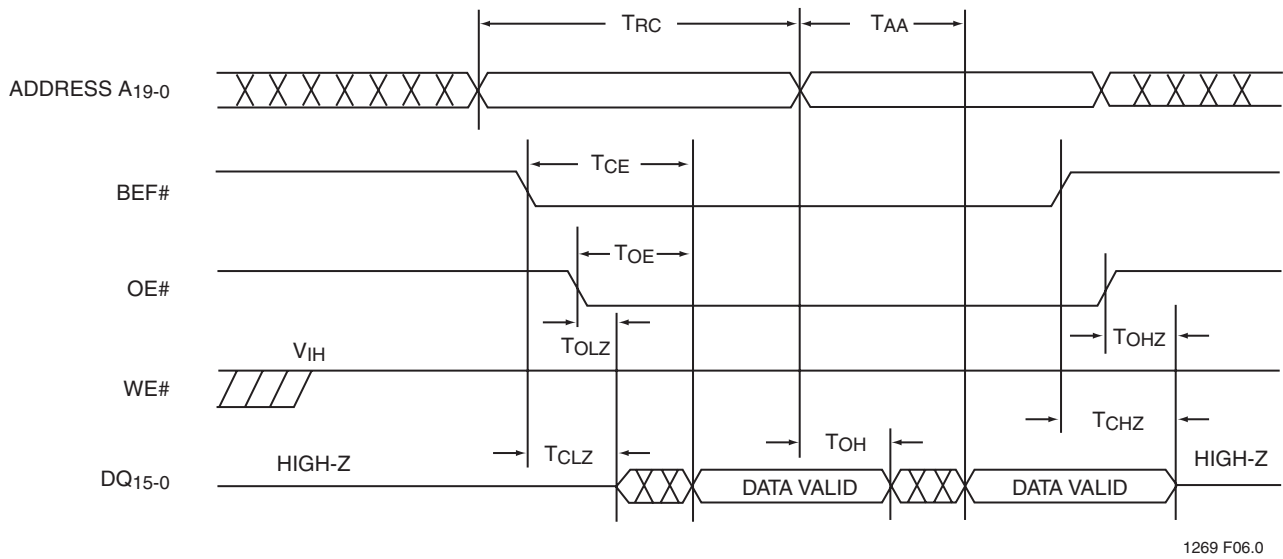 TRC
TAA
ADDRESS A19-0
TCE
BEF#
TOE
OE#
TOLZ
TOHZ
VIH
WE#
TCHZ
TCLZ
TOH
HIGH-Z
HIGH-Z
DQ15-0
DATA VALID
DATA VALID
1269 F06.0